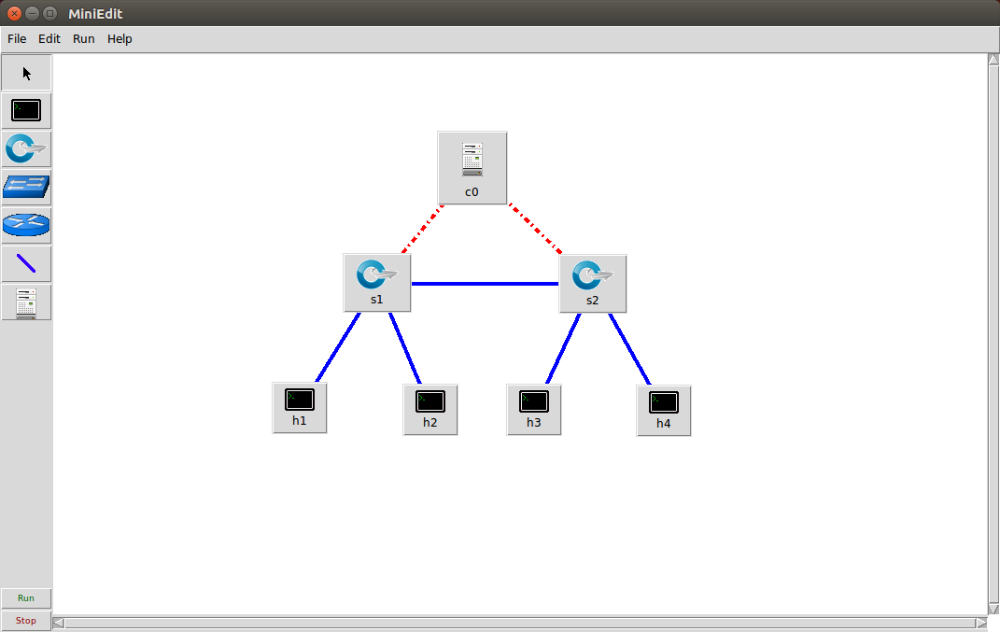 MiniEdit
File Edit Run Help
c0
s1 s2
h1 h2 h3 h4
Run
Stop